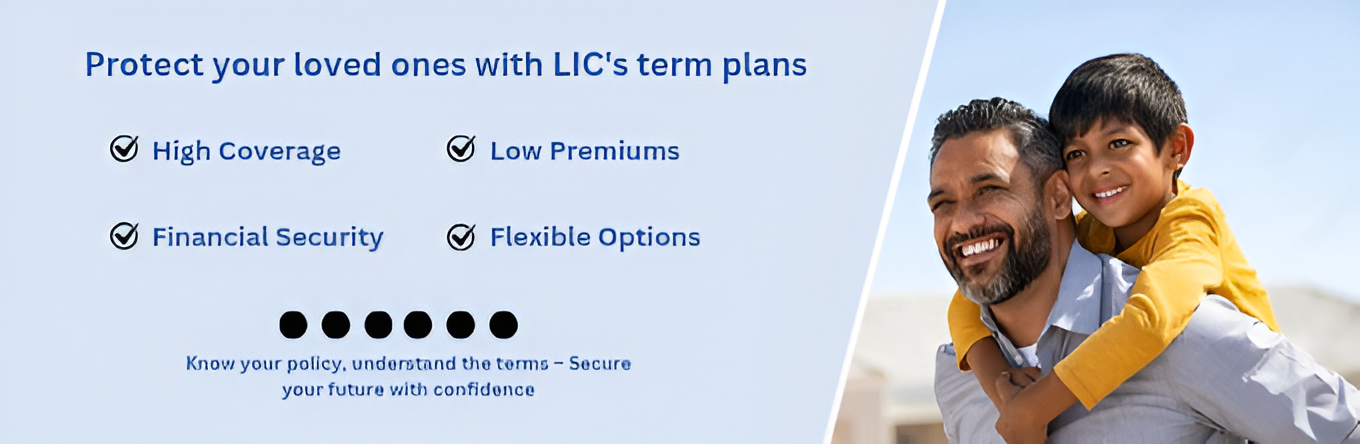 Protect your loved ones with LIC's term plans
High Coverage
Low Premiums
Financial Security
Flexible Options
Know your policy, understand the terms – Secure
your future with confidence